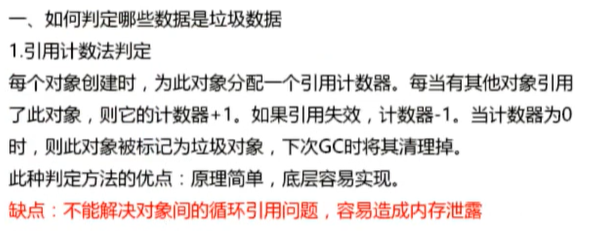 一、如何判定哪些数据是垃圾数据
1.引用计数法判定
每个对象创建时，为此对象分配一个引用计数器。每当有其他对象引用
了此对象，则它的计数器+1。如果引用失效，计数器-1。当计数器为0
时，则此对象被标记为垃圾对象，下次GC时将其清理掉。
此种判定方法的优点：原理简单，底层容易实现。
缺点：不能解决对象间的循环引用问题，容易造成内存泄露